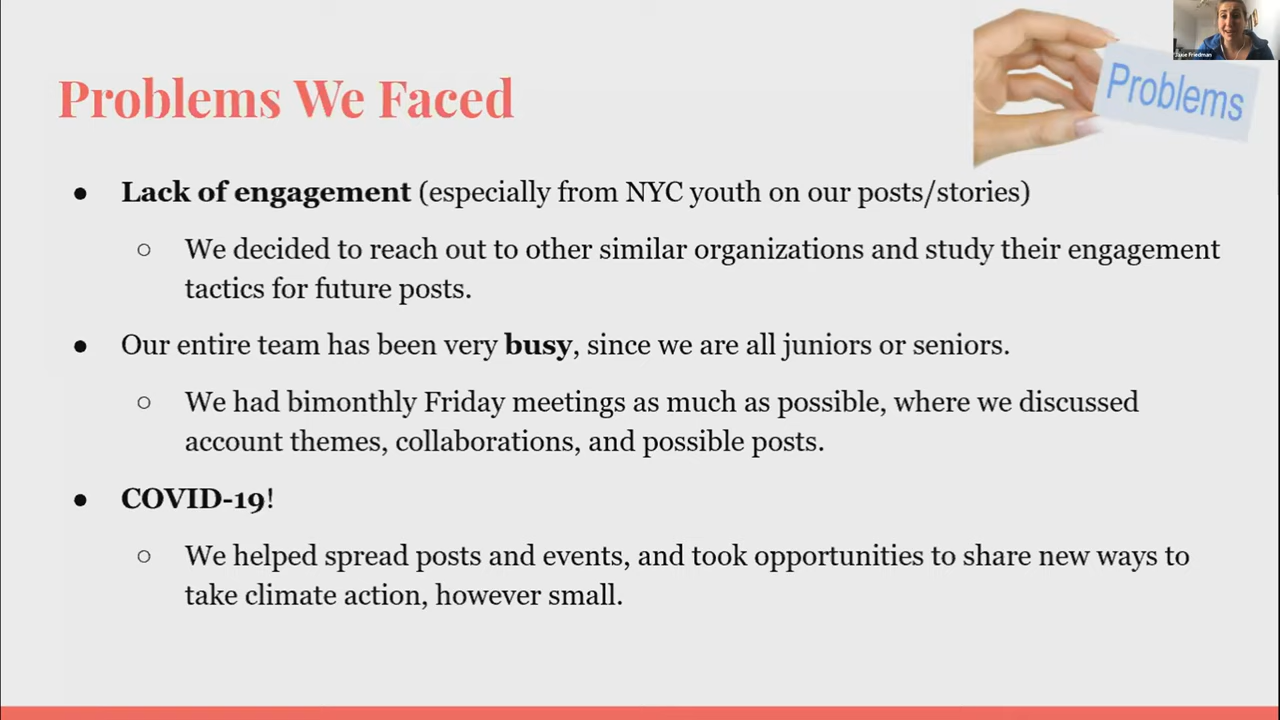 Problems
Problems We Faced
● Lack of engagement (especially from NYC youth on our posts/stories)
○ We decided to reach out to other similar organizations and study their engagement
tactics for future posts.
● Our entire team has been very busy, since we are all juniors or seniors.
○ We had bimonthly Friday meetings as much as possible, where we discussed
account themes, collaborations, and possible posts.
● COVID-19!
○ We helped spread posts and events, and took opportunities to share new ways to
take climate action, however small.
Friedman